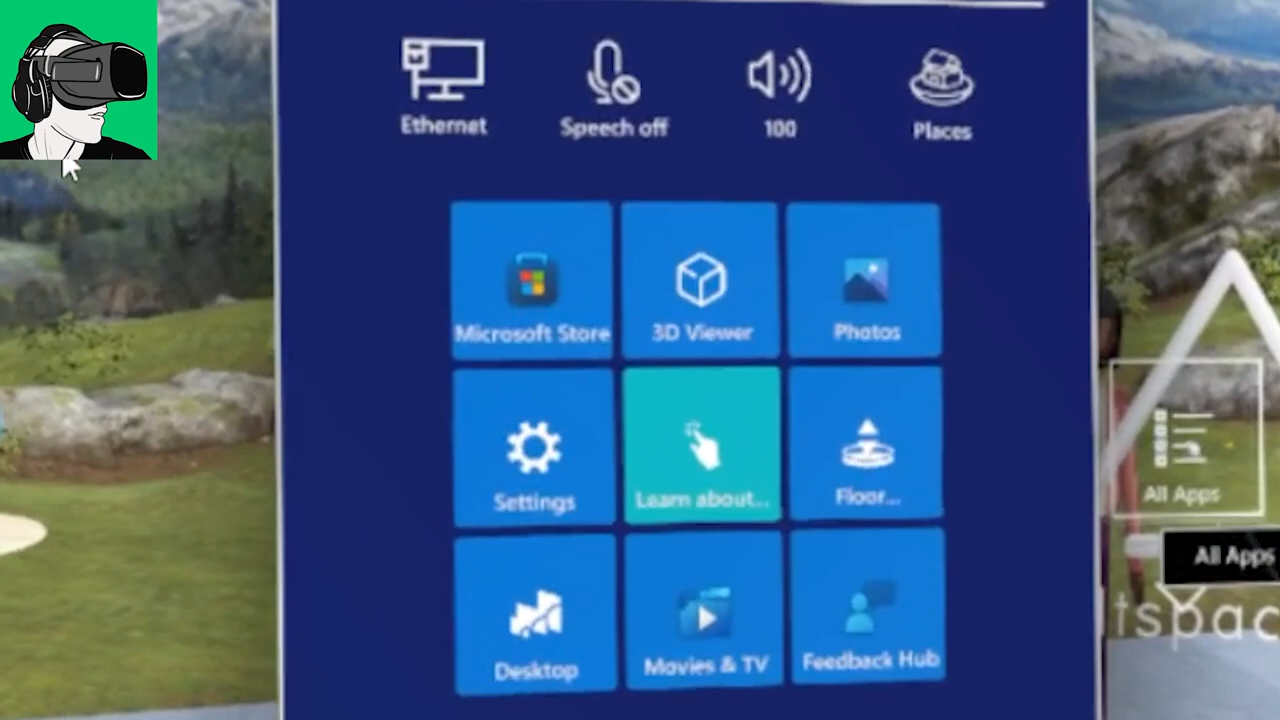 Ethernet
Speech off
100
Places
Microsoft Store
3D Viewer
Photos
Settings
Learn about...
Floor...
Desktop
Movies & TV
Feedback Hub
All Apps
All Apps
tspac